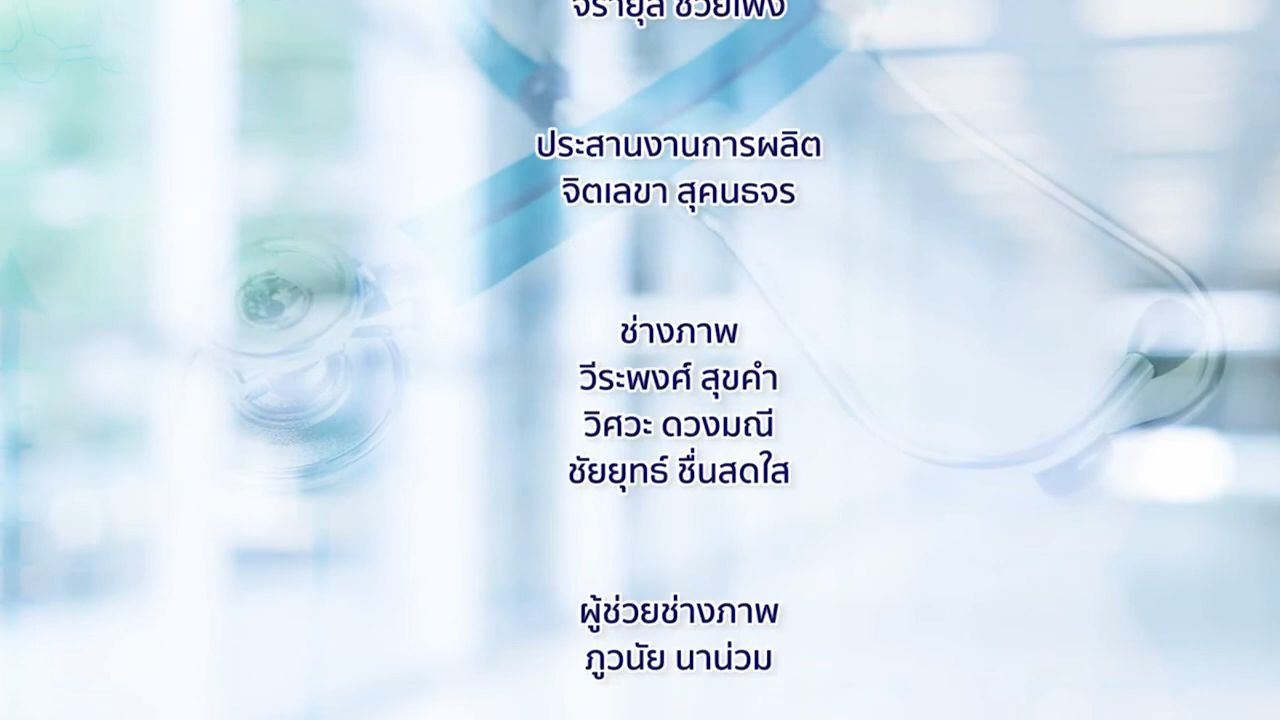 ประสานงานการผลิต
จิตเลขา สุคนธจร
ช่างภาพ
วีระพงศ์ สุขคำ
วิศวะ ดวงมณี
ชัยยุทธ์ ชื่นสดใส
ผู้ช่วยช่างภาพ
ภูวนัย นาน่วม